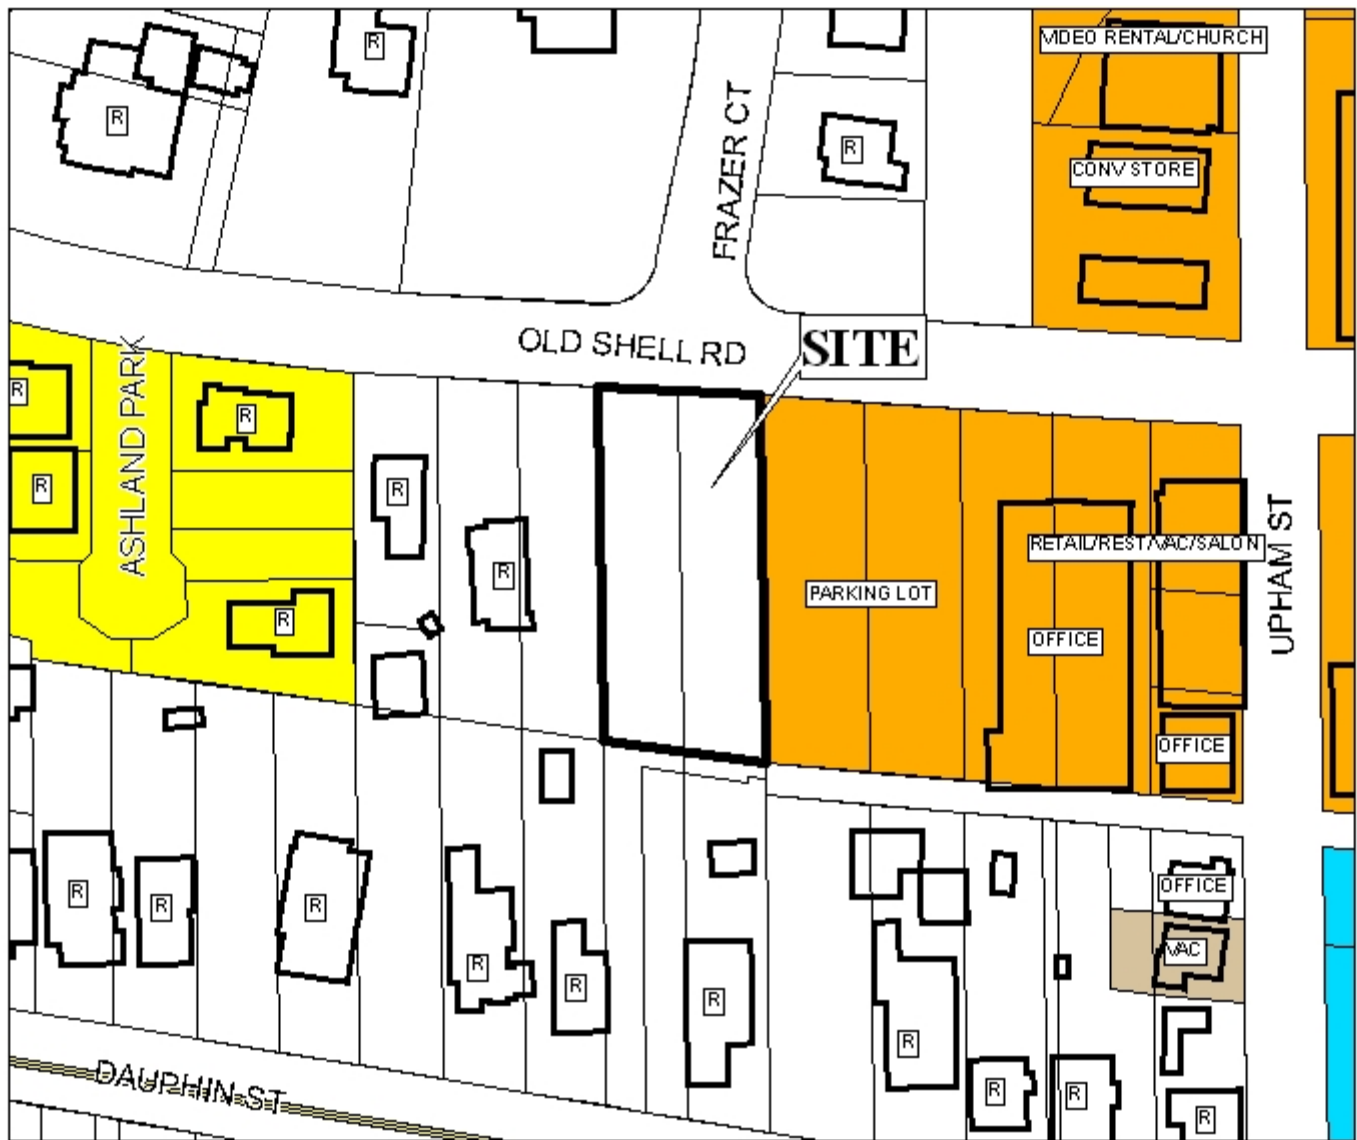 R
VIDEO RENTAL/CHURCH
R
R
CONV STORE
FRAZER CT
OLD SHELL RD
SITE
ASHLAND PARK
R
R
R
R
R
RETAIL/REST/VAC/SALON
UPHAM ST
PARKING LOT
R
OFFICE
OFFICE
R
R
R
OFFICE
VAC
R
R
R
R
DAUPHIN ST
R
R
R